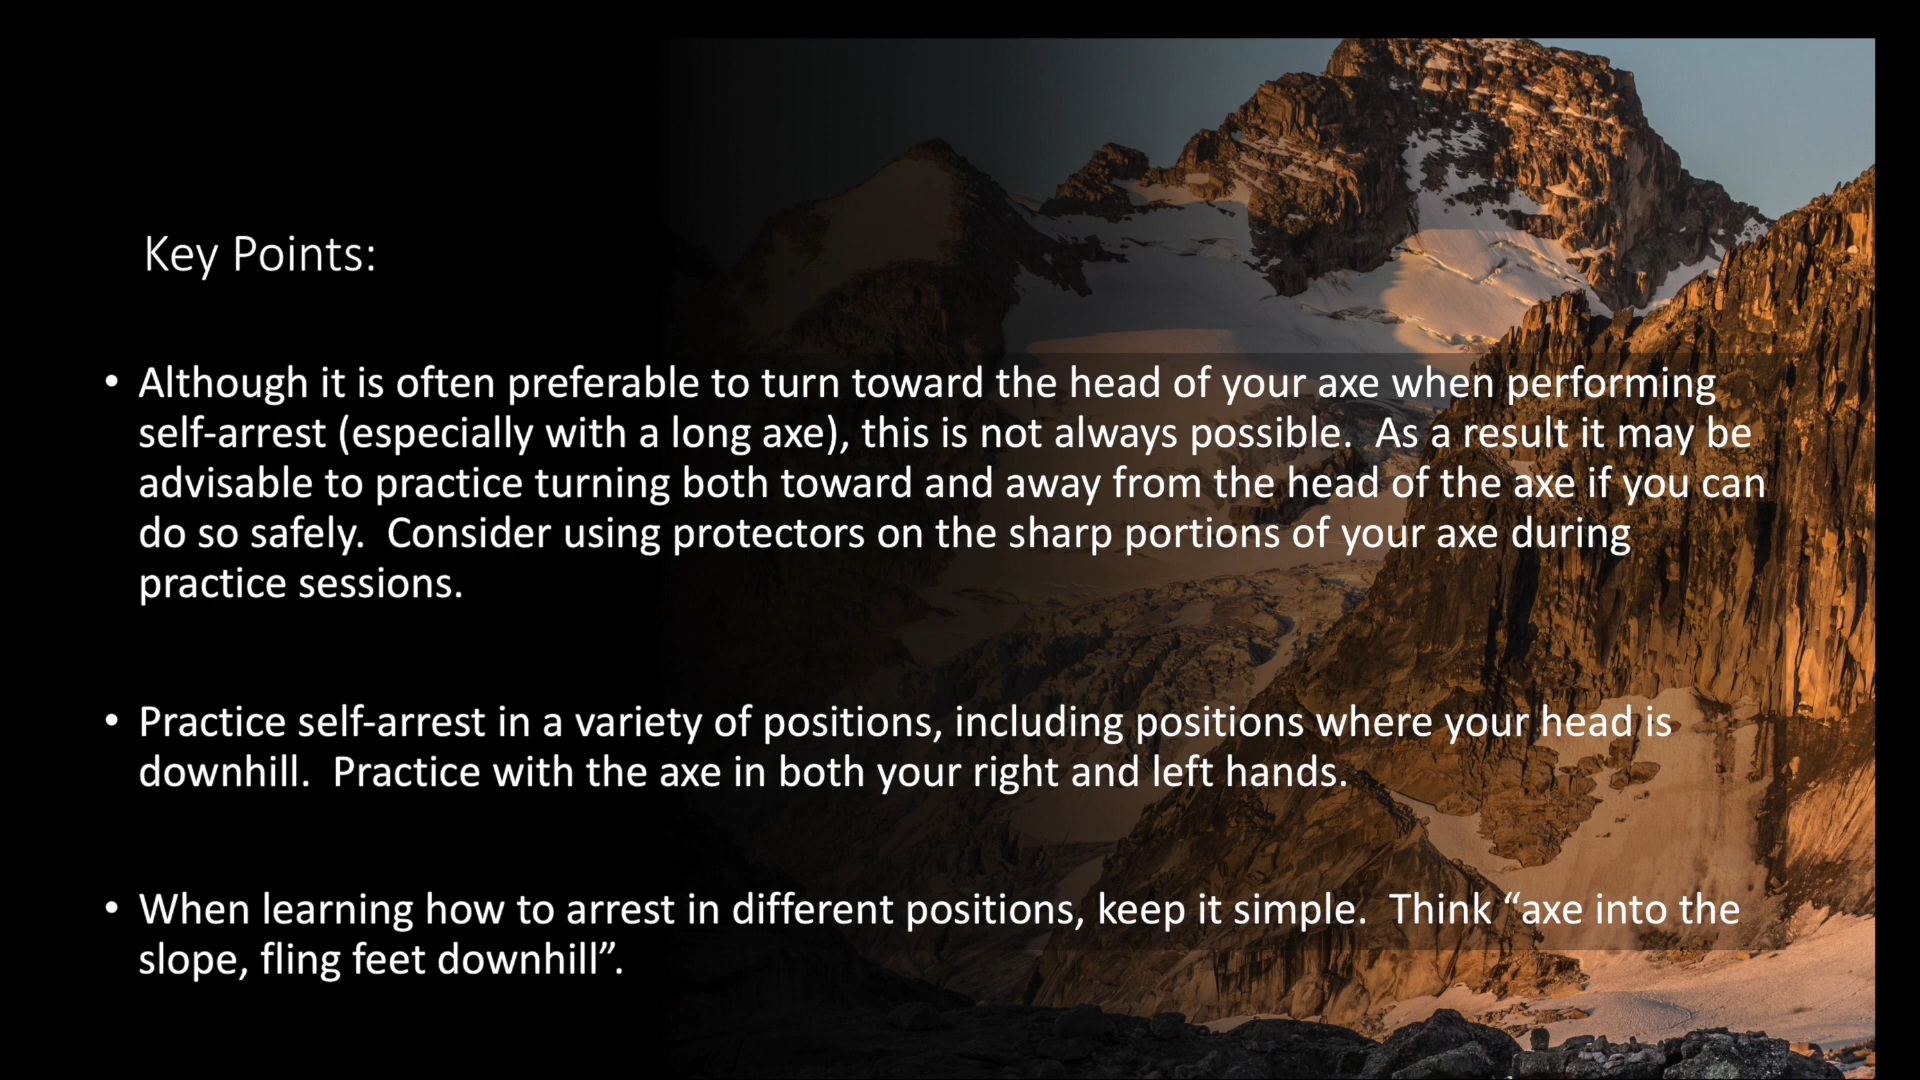 Key Points:
• Although it is often preferable to turn toward the head of your axe when performing
self-arrest (especially with a long axe), this is not always possible.  As a result it may be
advisable to practice turning both toward and away from the head of the axe if you can
do so safely.  Consider using protectors on the sharp portions of your axe during
practice sessions.
• Practice self-arrest in a variety of positions, including positions where your head is
downhill.  Practice with the axe in both your right and left hands.
• When learning how to arrest in different positions, keep it simple.  Think “axe into the
slope, fling feet downhill”.